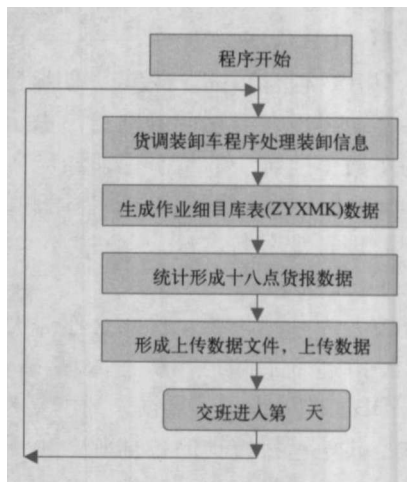 程序开始
货调装卸车程序处理装卸信息
生成作业细目库表(ZYXMK)数据
统计形成十八点货报数据
形成上传数据文件，上传数据
交班进入第 天